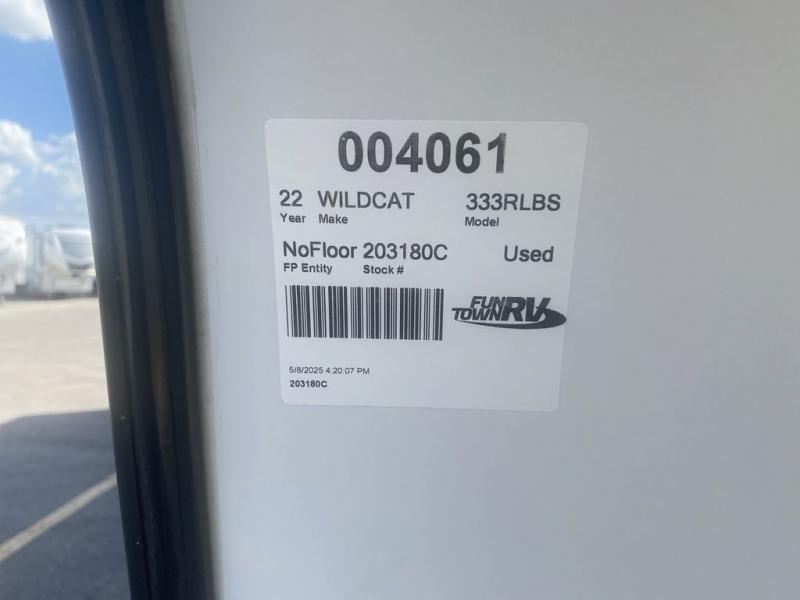 004061
22 WILDCAT 333RLBS
Year Make Model
NoFloor 203180C Used
FP Entity Stock #
FUN TOWN RV
5/8/2025 4:20:07 PM
203180C